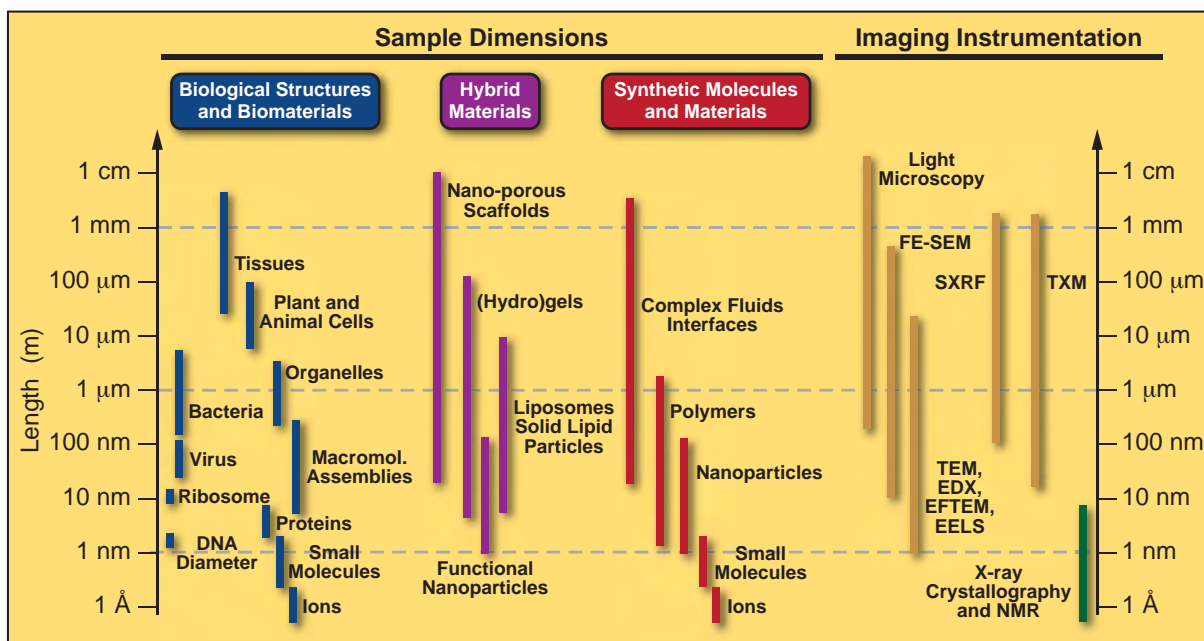 Sample Dimensions
Imaging Instrumentation
Biological Structures
and Biomaterials
Hybrid
Materials
Synthetic Molecules
and Materials
Length (m)
1 cm
1 mm
100 μm
10 μm
1 μm
100 nm
10 nm
1 nm
1 Å
Tissues
Plant and
Animal Cells
Organelles
Bacteria
Virus
Macromol.
Assemblies
Ribosome
Proteins
DNA
Diameter
Small
Molecules
Ions
Nano-porous
Scaffolds
(Hydro)gels
Liposomes
Solid Lipid
Particles
Functional
Nanoparticles
Complex Fluids
Interfaces
Polymers
Nanoparticles
Small
Molecules
Ions
Light
Microscopy
FE-SEM
SXRF
TXM
TEM,
EDX,
EFTEM,
EELS
X-ray
Crystallography
and NMR
1 cm
1 mm
100 μm
10 μm
1 μm
100 nm
10 nm
1 nm
1 Å